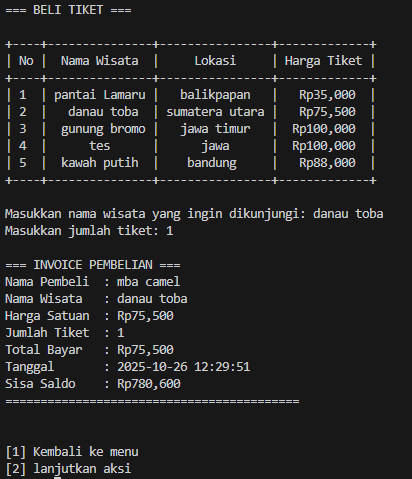 === BELI TIKET ===
+----+---------------+----------------+-------------+
| No |  Nama Wisata  |     Lokasi     | Harga Tiket |
+----+---------------+----------------+-------------+
| 1  | pantai Lamaru |   balikpapan   |   Rp35,000  |
| 2  |   danau toba  | sumatera utara |   Rp75,500  |
| 3  |  gunung bromo |   jawa timur   |  Rp100,000  |
| 4  |      tes      |      jawa      |  Rp100,000  |
| 5  |  kawah putih  |    bandung     |   Rp88,000  |
+----+---------------+----------------+-------------+
Masukkan nama wisata yang ingin dikunjungi: danau toba
Masukkan jumlah tiket: 1
=== INVOICE PEMBELIAN ===
Nama Pembeli  : mba camel
Nama Wisata   : danau toba
Harga Satuan  : Rp75,500
Jumlah Tiket  : 1
Total Bayar   : Rp75,500
Tanggal       : 2025-10-26 12:29:51
Sisa Saldo    : Rp780,600
==========================================
[1] Kembali ke menu
[2] lanjutkan aksi